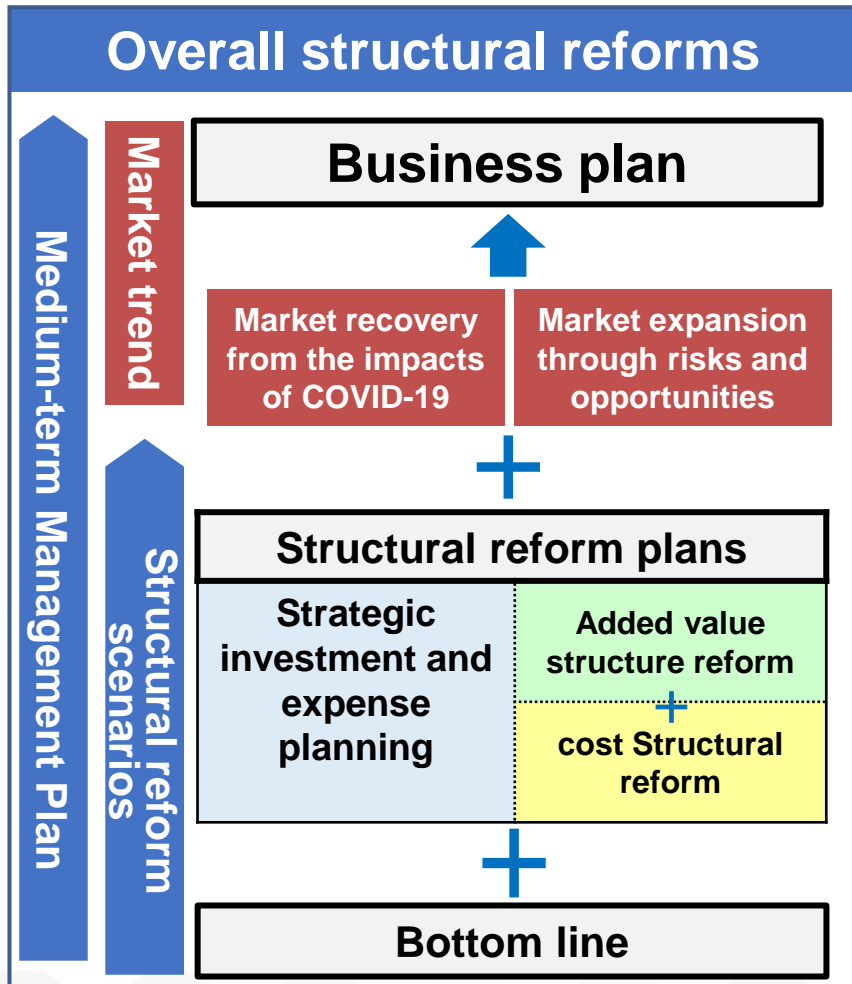 Overall structural reforms
Medium-term Management Plan
Market trend
Business plan
Market recovery
from the impacts
of COVID-19
Market expansion
through risks and
opportunities
Structural reform
scenarios
Structural reform plans
Strategic
investment and
expense
planning
Added value
structure reform
cost Structural
reform
Bottom line